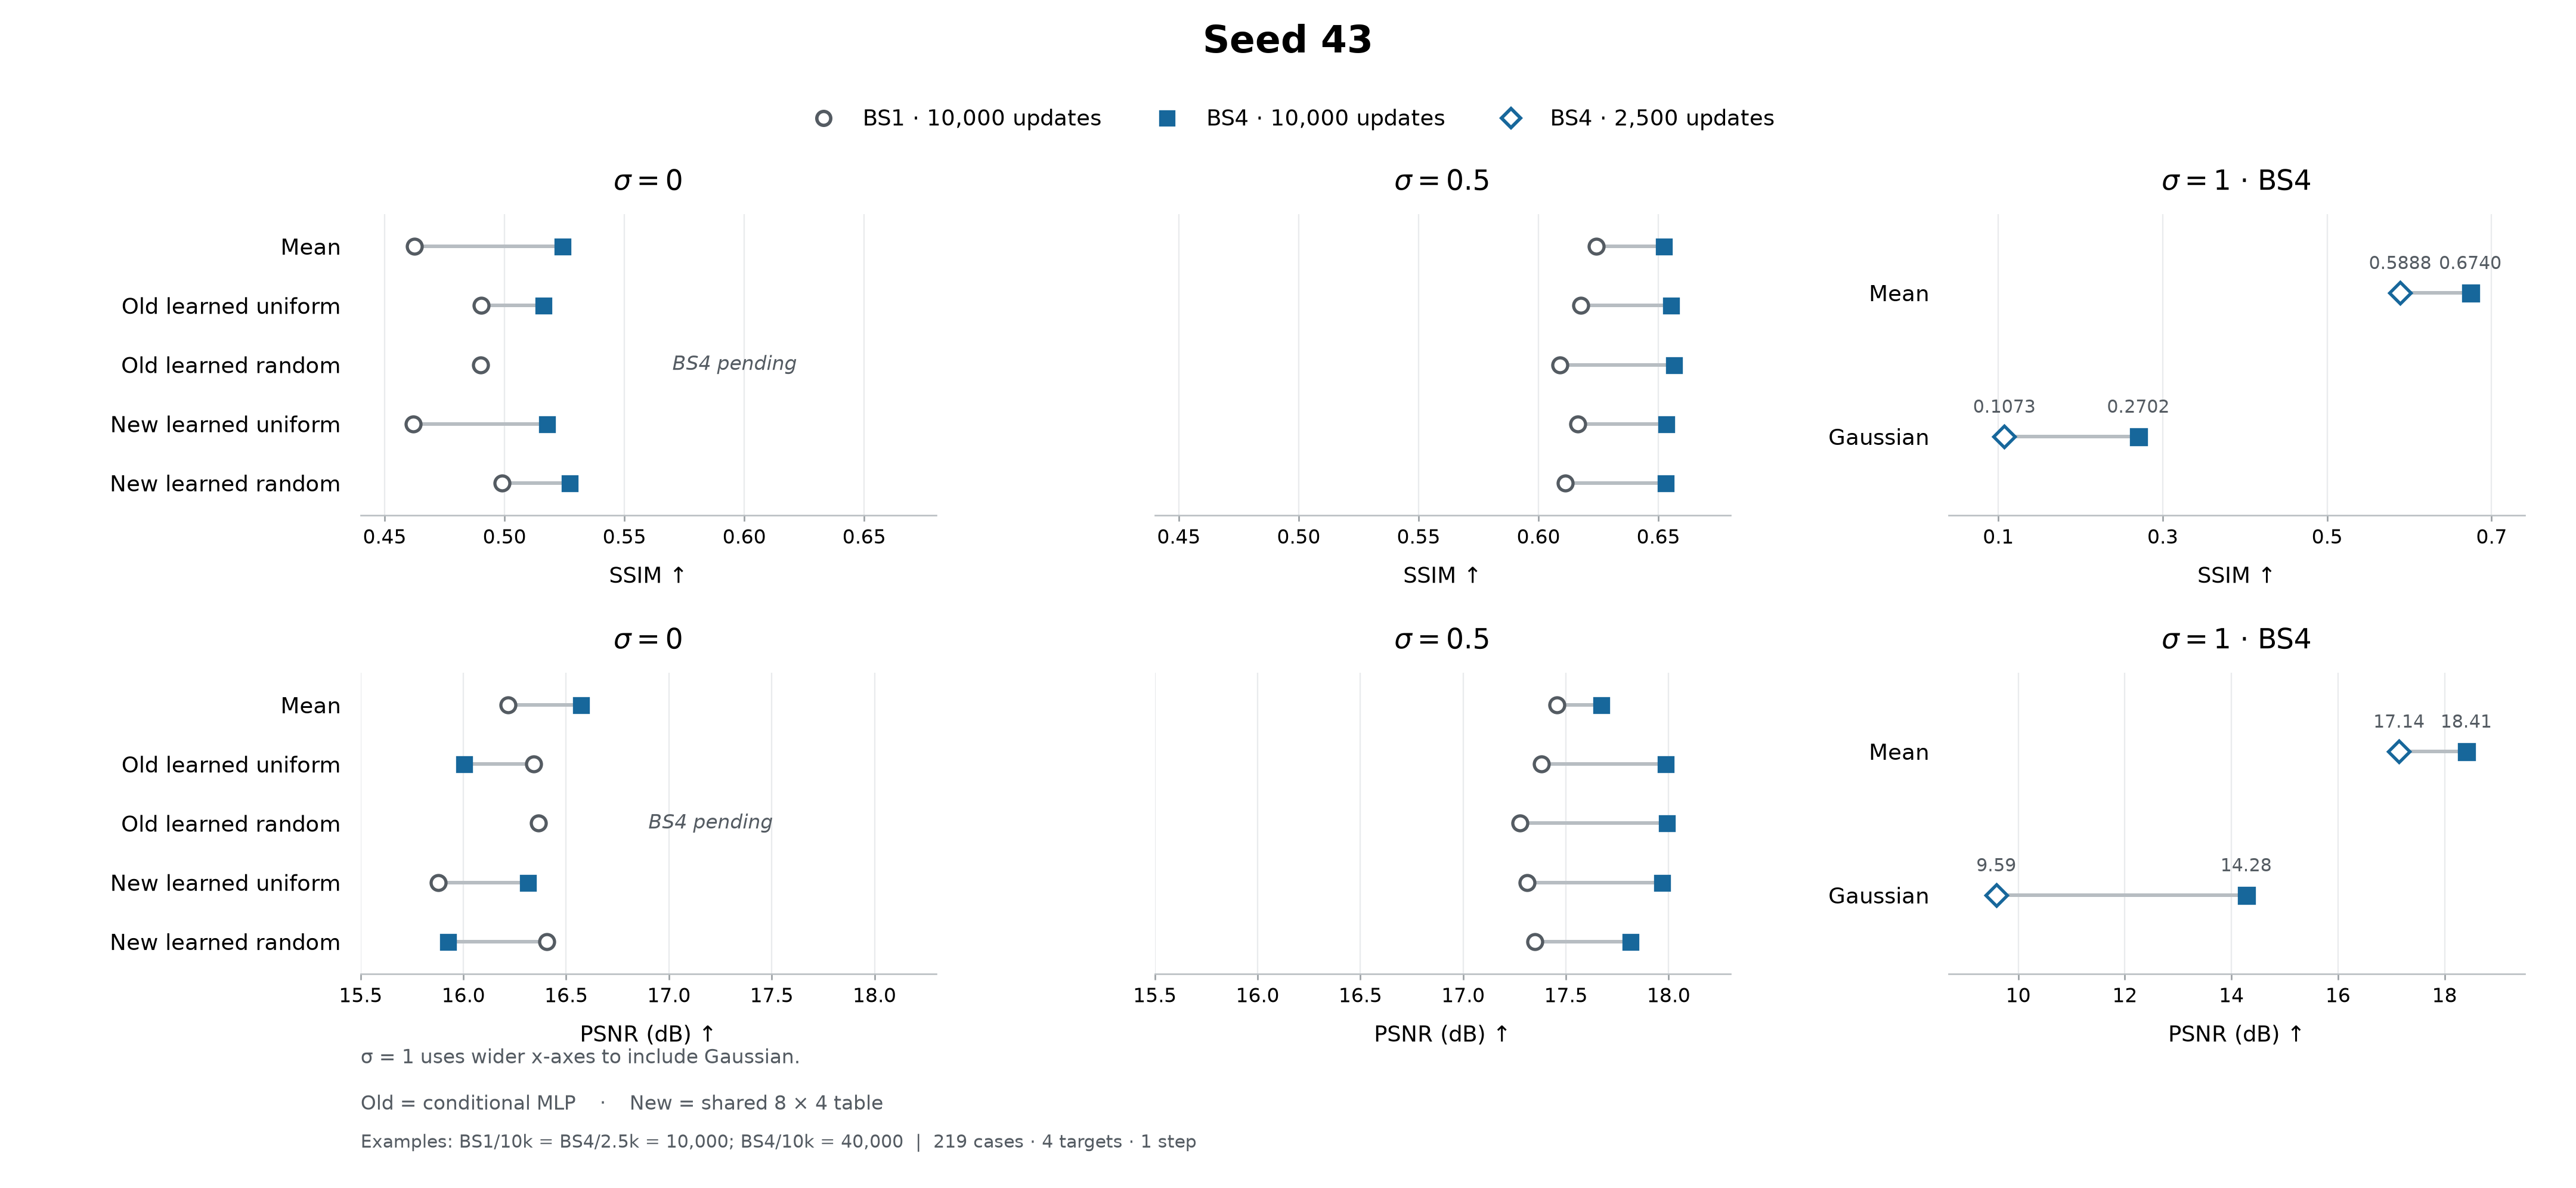 Seed 43
BS1 · 10,000 updates
BS4 · 10,000 updates
BS4 · 2,500 updates
σ = 0
Mean
Old learned uniform
Old learned random
New learned uniform
New learned random
BS4 pending
0.45 0.50 0.55 0.60 0.65
SSIM ↑
σ = 0.5
0.45 0.50 0.55 0.60 0.65
SSIM ↑
σ = 1 · BS4
0.5888 0.6740
Mean
0.1073 0.2702
Gaussian
0.1 0.3 0.5 0.7
SSIM ↑
σ = 0
Mean
Old learned uniform
Old learned random
New learned uniform
New learned random
BS4 pending
15.5 16.0 16.5 17.0 17.5 18.0
PSNR (dB) ↑
σ = 0.5
15.5 16.0 16.5 17.0 17.5 18.0
PSNR (dB) ↑
σ = 1 · BS4
17.14 18.41
Mean
9.59 14.28
Gaussian
10 12 14 16 18
PSNR (dB) ↑
σ = 1 uses wider x-axes to include Gaussian.
Old = conditional MLP · New = shared 8 × 4 table
Examples: BS1/10k = BS4/2.5k = 10,000; BS4/10k = 40,000 | 219 cases · 4 targets · 1 step